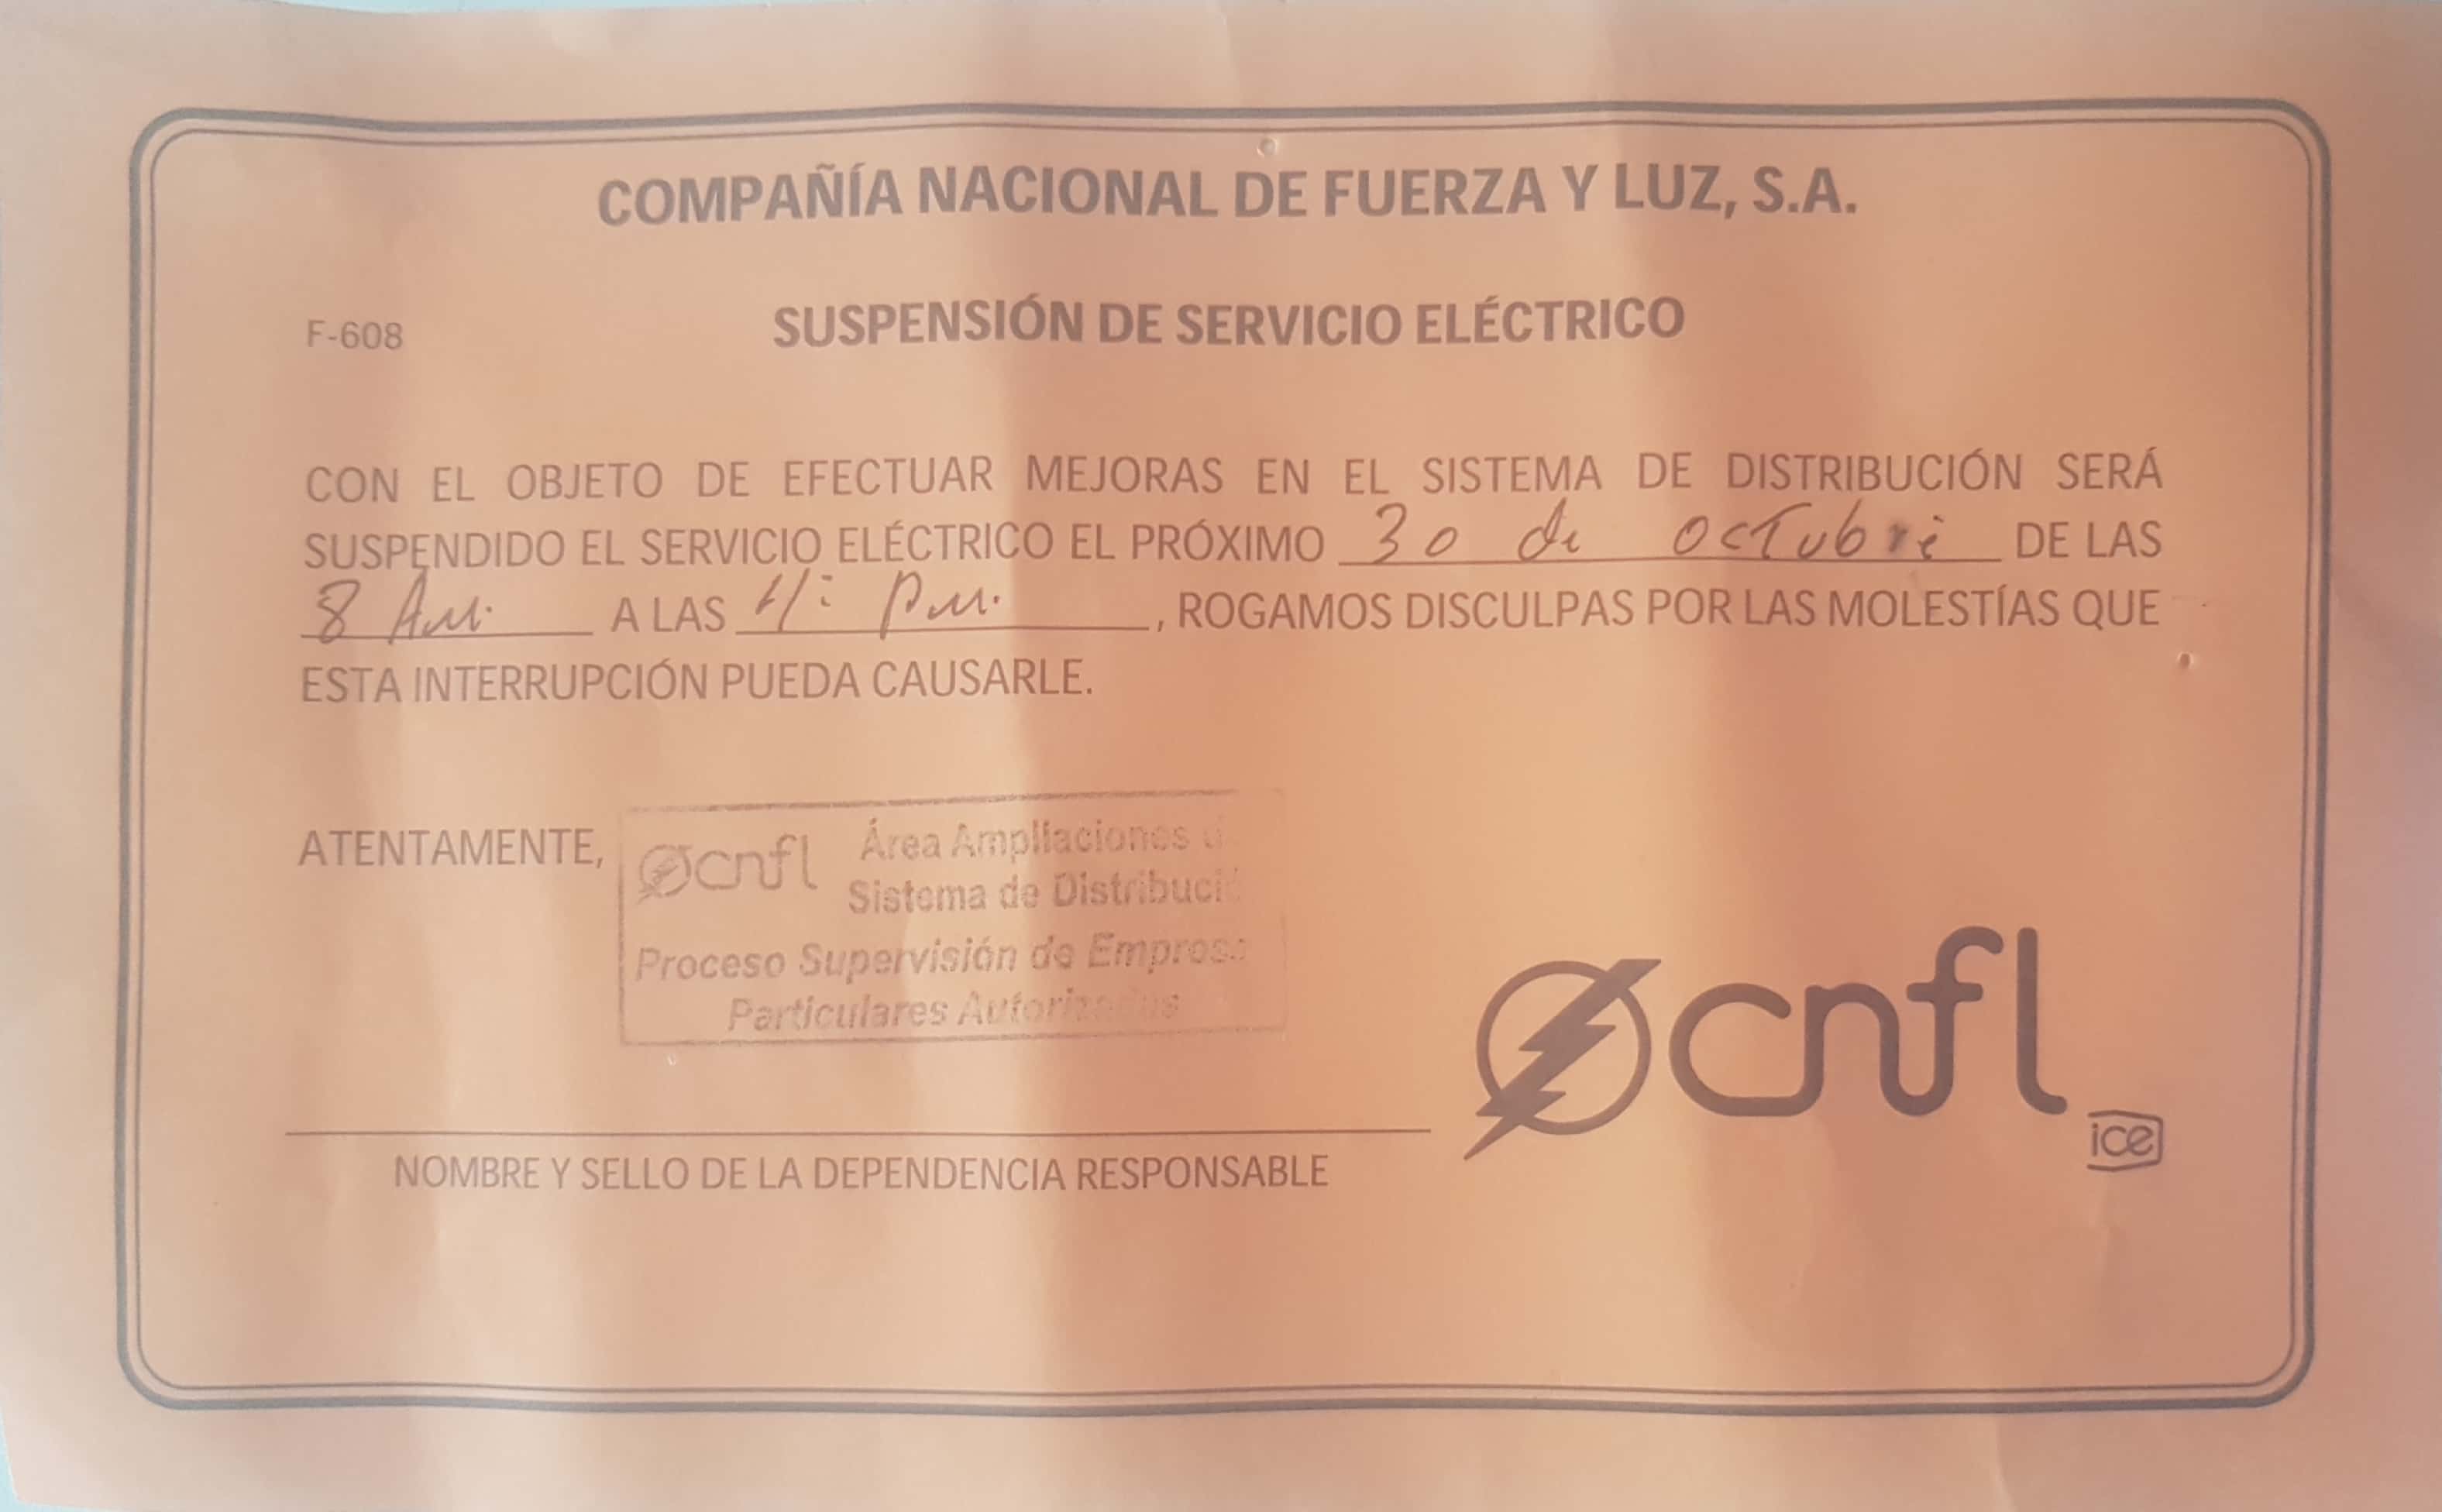 COMPAÑÍA NACIONAL DE FUERZA Y LUZ, S.A.
F-608
SUSPENSIÓN DE SERVICIO ELÉCTRICO
CON EL OBJETO DE EFECTUAR MEJORAS EN EL SISTEMA DE DISTRIBUCIÓN SERÁ
SUSPENDIDO EL SERVICIO ELÉCTRICO EL PRÓXIMO 30 de octubre DE LAS
8 Am. A LAS 4: pm. , ROGAMOS DISCULPAS POR LAS MOLESTÍAS QUE
ESTA INTERRUPCIÓN PUEDA CAUSARLE.
ATENTAMENTE,
cnfl Área Ampliaciones
Sistema de
Proceso Supervisión de
Particulares
NOMBRE Y SELLO DE LA DEPENDENCIA RESPONSABLE
cnfl
ice